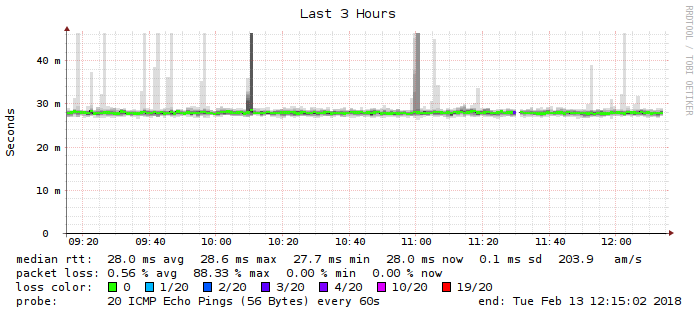 Last 3 Hours
RRDTOOL / TOBI OETIKER
Seconds
40 m
30 m
20 m
10 m
0
09:20 09:40 10:00 10:20 10:40 11:00 11:20 11:40 12:00
median rtt: 28.0 ms avg 28.6 ms max 27.7 ms min 28.0 ms now 0.1 ms sd 203.9 am/s
packet loss: 0.56 % avg 88.33 % max 0.00 % min 0.00 % now
loss color: 0 1/20 2/20 3/20 4/20 10/20 19/20
probe: 20 ICMP Echo Pings (56 Bytes) every 60s end: Tue Feb 13 12:15:02 2018